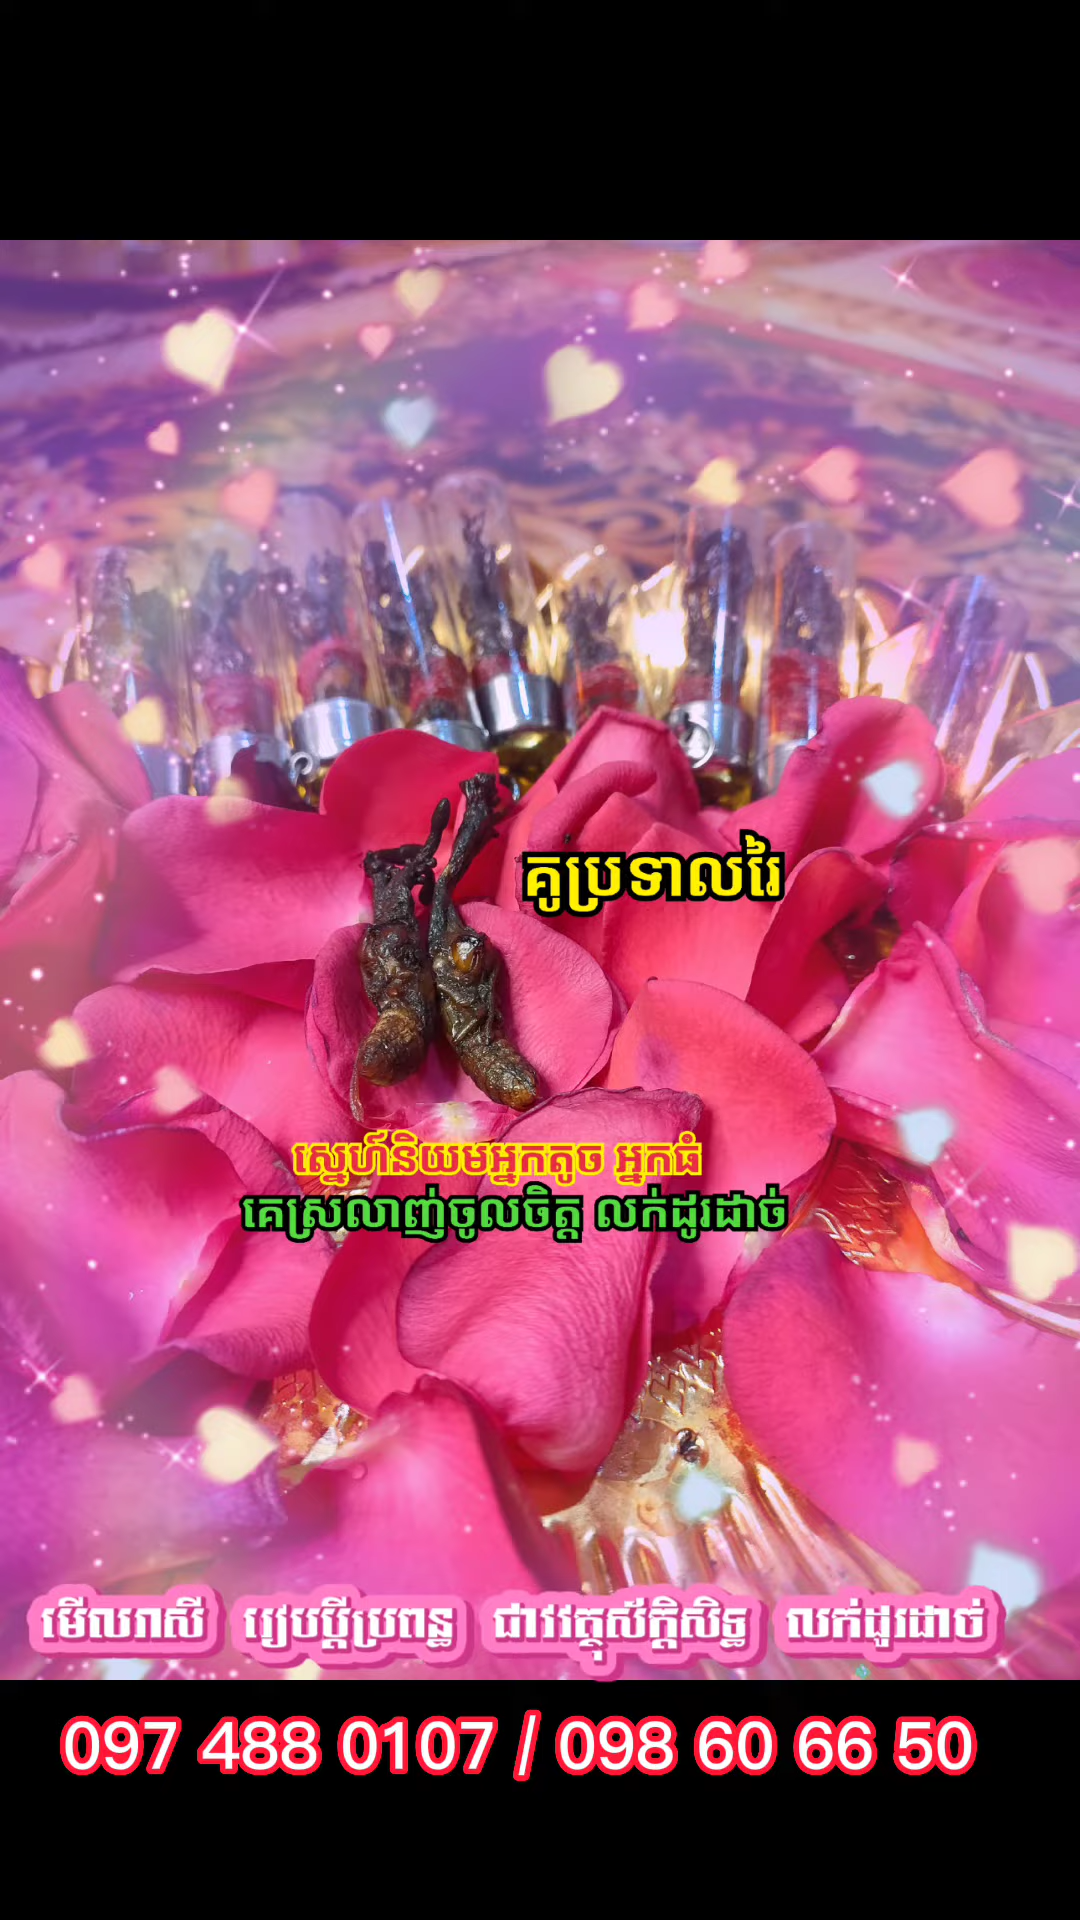 គូប្រទាលរៃ
ស្នេហ៍និយមអ្នកតូច អ្នកធំ
គេស្រលាញ់ចូលចិត្ត លក់ដូរដាច់
មើលរាសី រៀបប្តីប្រពន្ធ ជាវវត្ថុស័ក្តិសិទ្ធ លក់ដូរដាច់
097 488 0107 / 098 60 66 50